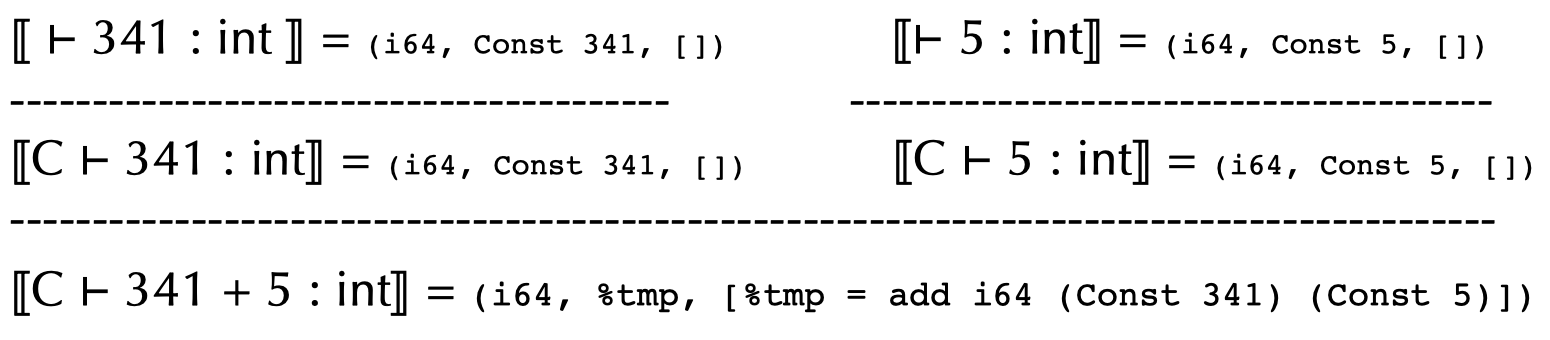 ⟦ ⊢ 341 : int ⟧ = (i64, Const 341, []) ⟦⊢ 5 : int⟧ = (i64, Const 5, [])
---------------------------------------- ---------------------------------------
⟦C ⊢ 341 : int⟧ = (i64, Const 341, []) ⟦C ⊢ 5 : int⟧ = (i64, Const 5, [])
------------------------------------------------------------------------------------------
⟦C ⊢ 341 + 5 : int⟧ = (i64, %tmp, [%tmp = add i64 (Const 341) (Const 5)])